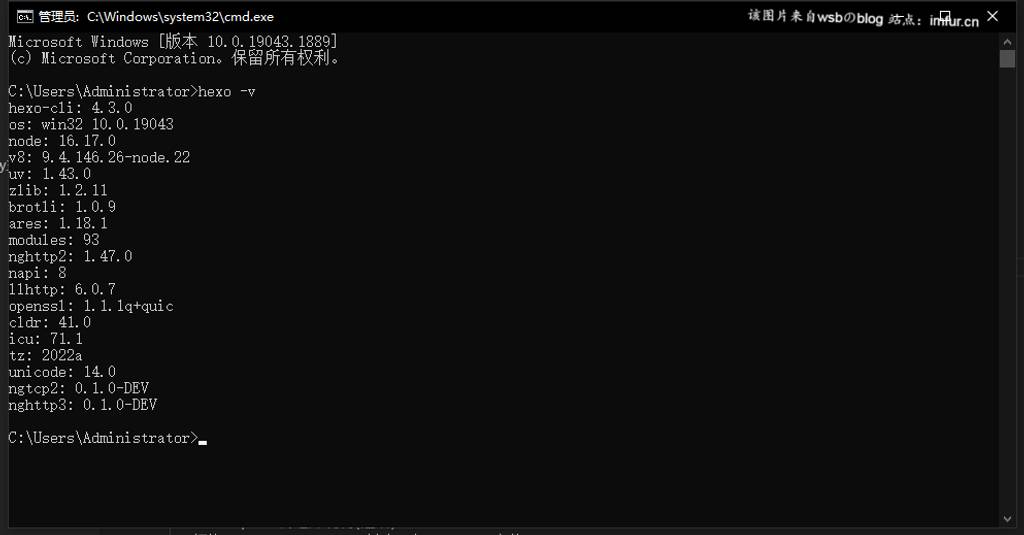 管理员: C:\Windows\system32\cmd.exe
该图片来自wsbのblog 站点: imfur.cn
Microsoft Windows [版本 10.0.19043.1889]
(c) Microsoft Corporation。保留所有权利。
C:\Users\Administrator>hexo -v
hexo-cli: 4.3.0
os: win32 10.0.19043
node: 16.17.0
v8: 9.4.146.26-node.22
uv: 1.43.0
zlib: 1.2.11
brotli: 1.0.9
ares: 1.18.1
modules: 93
nghttp2: 1.47.0
napi: 8
llhttp: 6.0.7
openssl: 1.1.1q+quic
cldr: 41.0
icu: 71.1
tz: 2022a
unicode: 14.0
ngtcp2: 0.1.0-DEV
nghttp3: 0.1.0-DEV
C:\Users\Administrator>